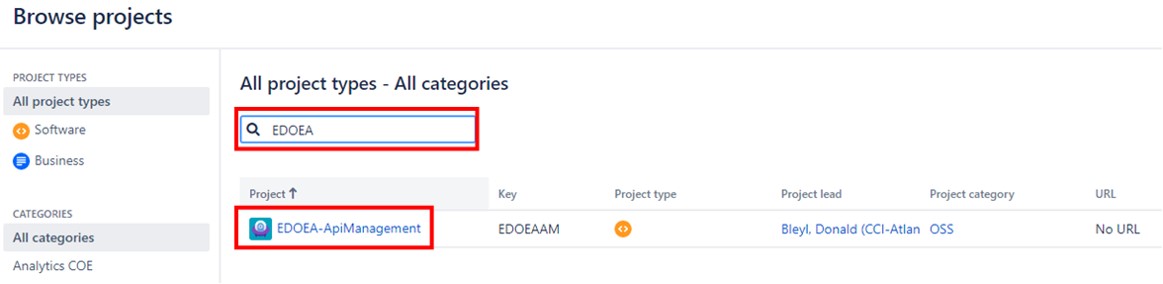 Browse projects
PROJECT TYPES
All project types
Software
Business
CATEGORIES
All categories
Analytics COE
All project types - All categories
EDOEA
Project ↑ Key Project type Project lead Project category URL
EDOEA-ApiManagement EDOEAAM Bleyl, Donald (CCI-Atlan OSS No URL